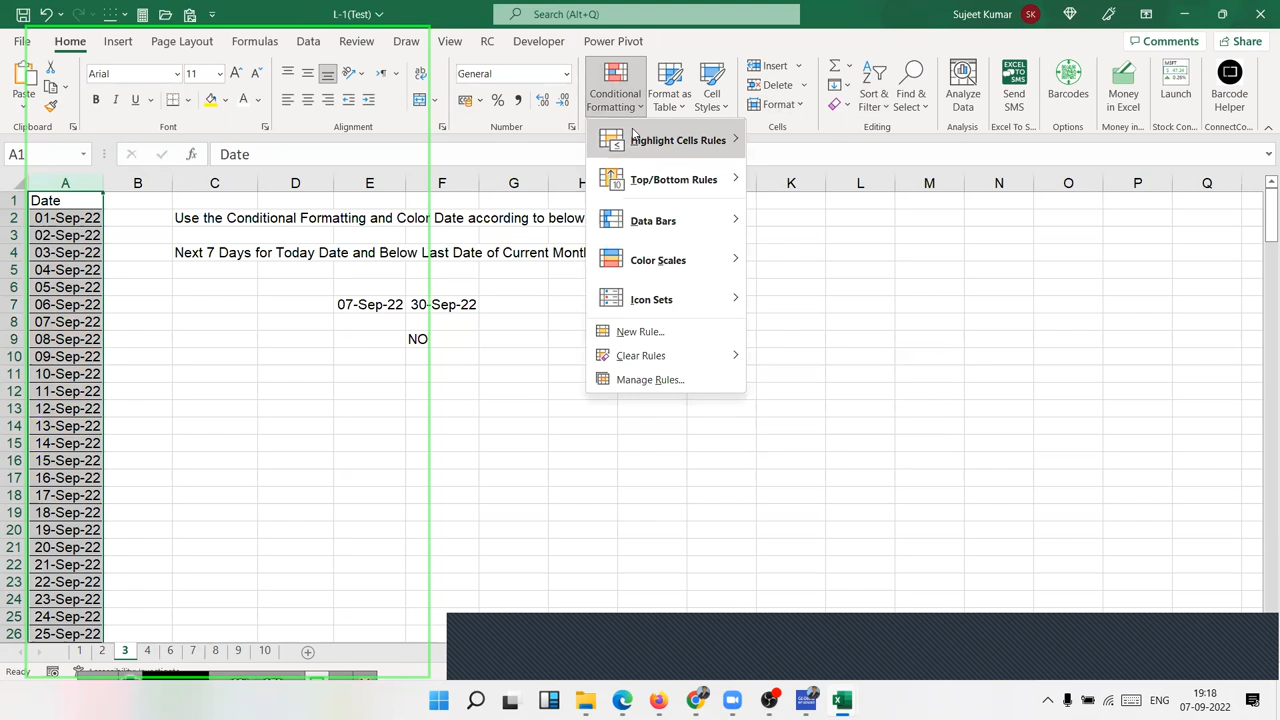 L-1(Test)
Search (Alt+Q)
Sujeet Kumar
SK
File Home Insert Page Layout Formulas Data Review Draw View RC Developer Help Power Pivot
Comments
Share
Paste
Arial
11
General
Conditional Formatting
Format as Table
Cell Styles
Insert
Delete
Format
Sort & Filter
Find & Select
Analyze Data
Send SMS
Barcodes
Money in Excel
Launch
Barcode Helper
Clipboard
Font
Alignment
Number
Cells
Editing
Analysis
Excel To S...
Options
Money in...
Stock Con...
ConnectCo...
A1
Date
Highlight Cells Rules
Top/Bottom Rules
Data Bars
Color Scales
Icon Sets
New Rule...
Clear Rules
Manage Rules...
A B C D E F G H K L M N O P Q
1 Date
2 01-Sep-22 Use the Conditional Formatting and Color Date according to below
3 02-Sep-22
4 03-Sep-22 Next 7 Days for Today Date and Below Last Date of Current Month
5 04-Sep-22
6 05-Sep-22
7 06-Sep-22 07-Sep-22 30-Sep-22
8 07-Sep-22
9 08-Sep-22 NO
10 09-Sep-22
11 10-Sep-22
12 11-Sep-22
13 12-Sep-22
14 13-Sep-22
15 14-Sep-22
16 15-Sep-22
17 16-Sep-22
18 17-Sep-22
19 18-Sep-22
20 19-Sep-22
21 20-Sep-22
22 21-Sep-22
23 22-Sep-22
24 23-Sep-22
25 24-Sep-22
26 25-Sep-22
1 2 3 4 6 7 8 9 10
Ready
ENG
19:18
07-09-2022